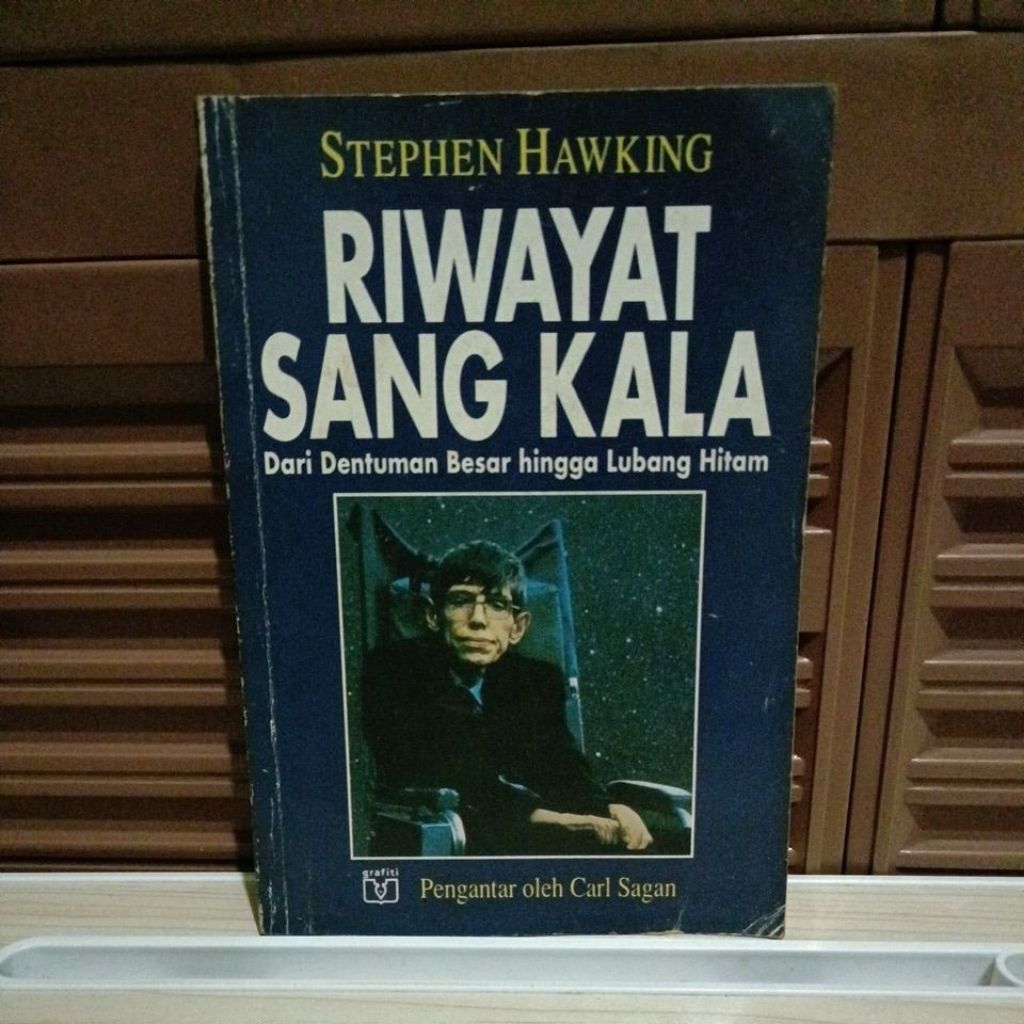 STEPHEN HAWKING
RIWAYAT
SANG KALA
Dari Dentuman Besar hingga Lubang Hitam
grafiti
Pengantar oleh Carl Sagan